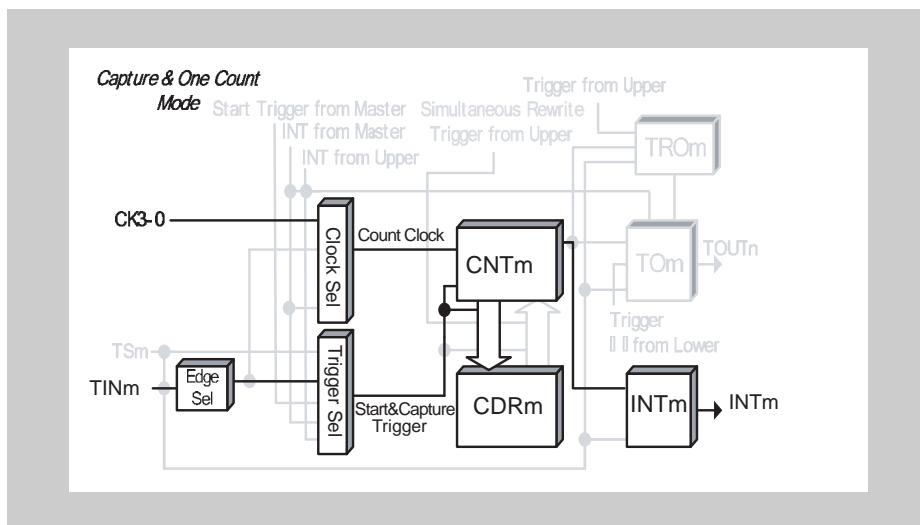 Capture & One Count
Mode
Trigger from Upper
Start Trigger from Master
Simultaneous Rewrite
INT from Master
Trigger from Upper
INT from Upper
TROm
CK3-0
Clock Sel
Count Clock
CNTm
TOm
TOUTn
Trigger
from Lower
TSm
TINm
Edge
Sel
Trigger Sel
Start&Capture
Trigger
CDRm
INTm
INTm